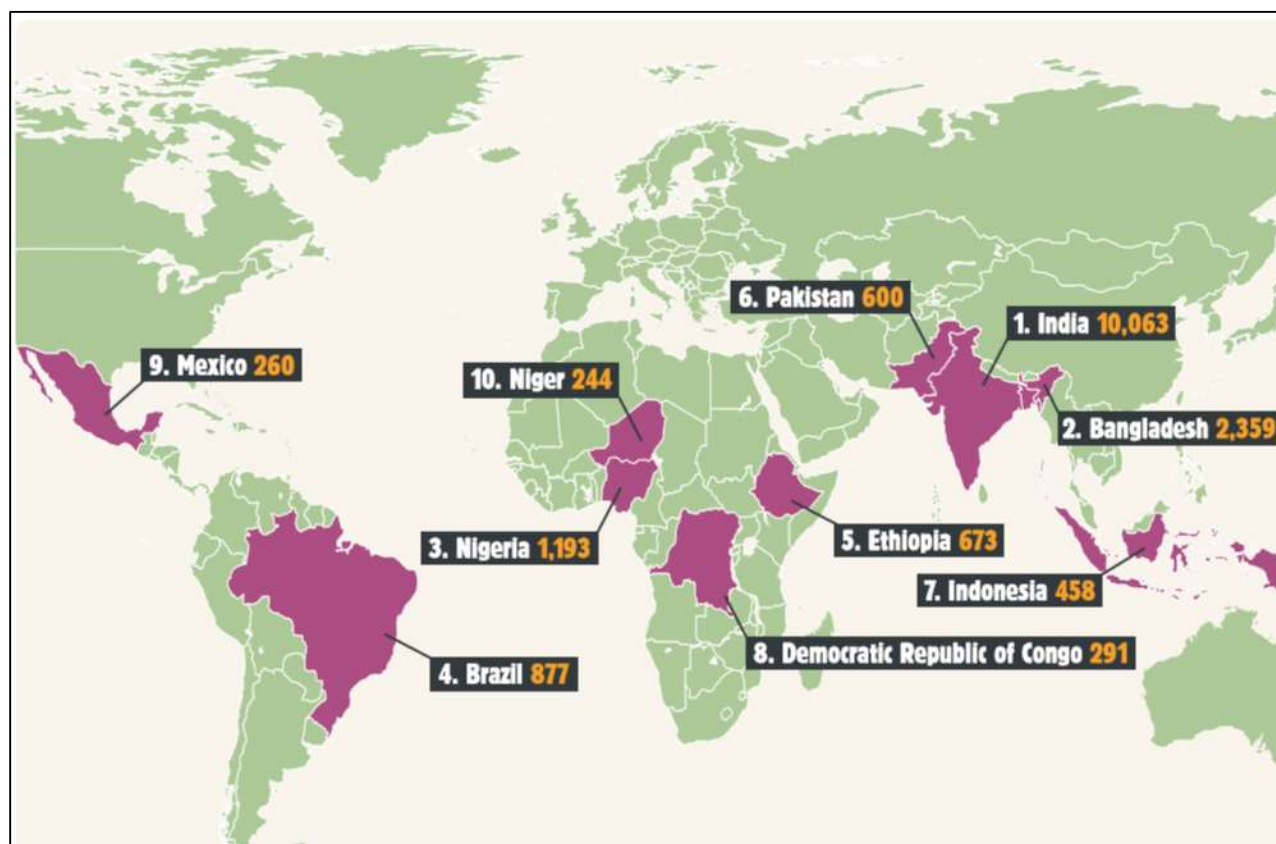 6. Pakistan 600
1. India 10,063
9. Mexico 260
10. Niger 244
2. Bangladesh 2,359
3. Nigeria 1,193
5. Ethiopia 673
7. Indonesia 458
8. Democratic Republic of Congo 291
4. Brazil 877